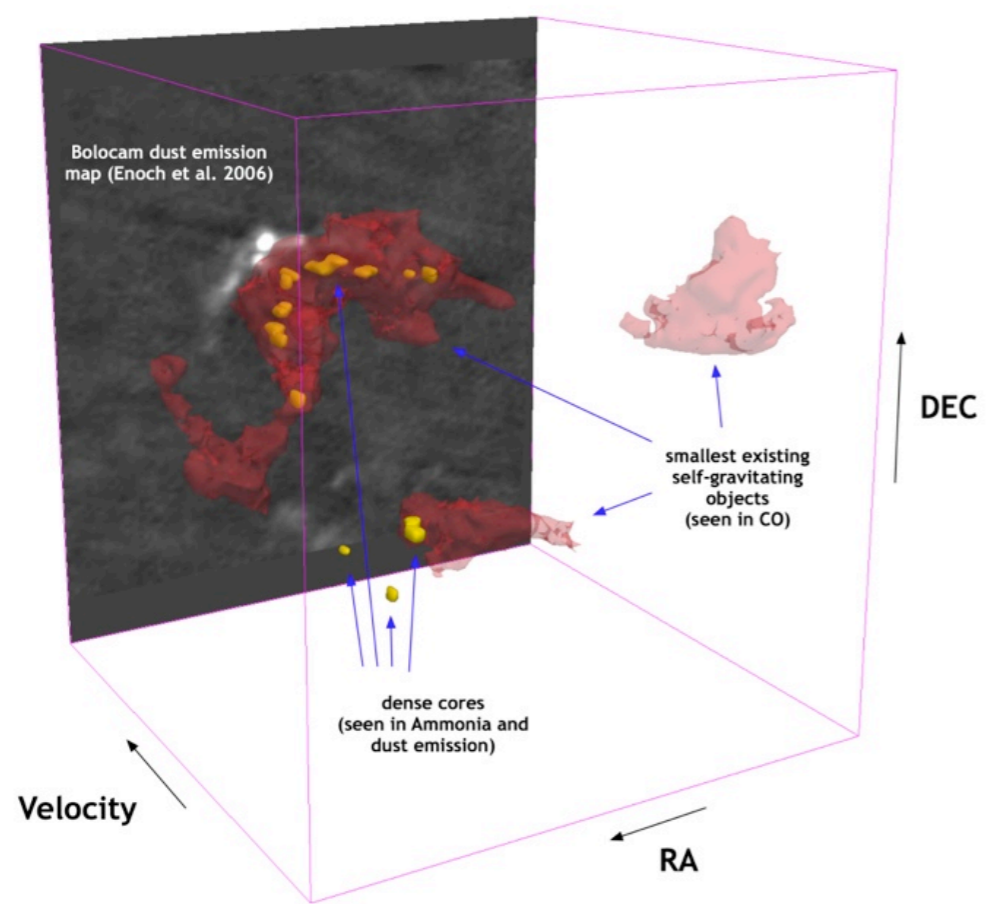 Bolocam dust emission
map (Enoch et al. 2006)
DEC
smallest existing
self-gravitating
objects
(seen in CO)
dense cores
(seen in Ammonia and
dust emission)
Velocity
RA